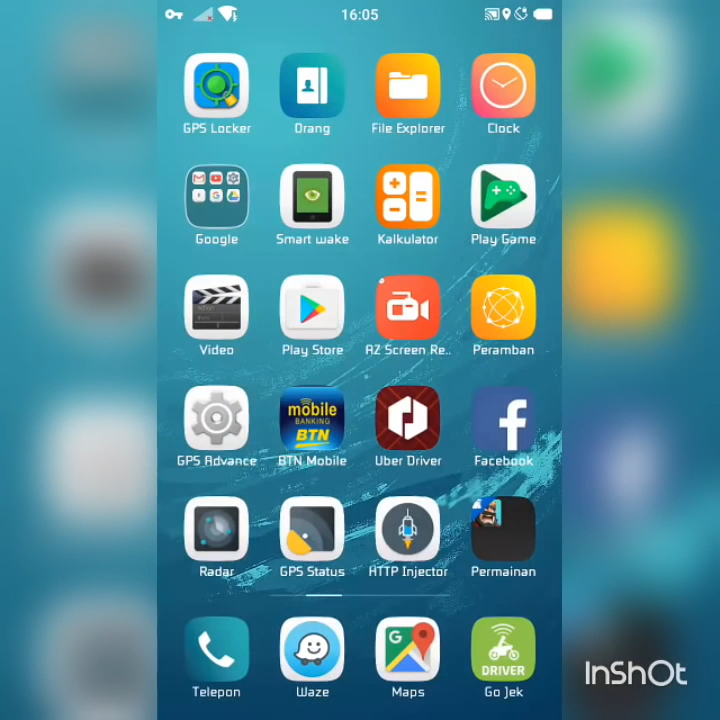 16:05
GPS Locker
Orang
File Explorer
Clock
Google
Smart wake
Kalkulator
Play Game
Video
Play Store
AZ Screen Re..
Peramban
mobile
BANKING
BTN
GPS Advance
BTN Mobile
Uber Driver
Facebook
Radar
GPS Status
HTTP Injector
Permainan
G
DRIVER
Telepon
Waze
Maps
Go Jek
InShOt